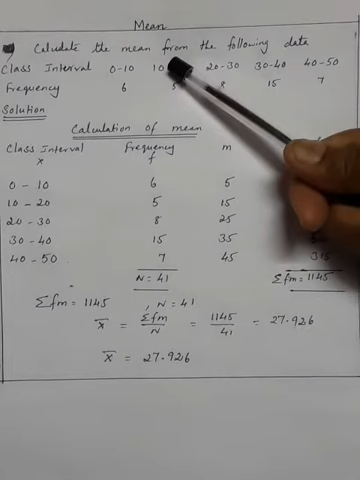 Mean
Calculate the mean from the following data
Class Interval 0-10 10 20-30 30-40 40-50
Frequency 6 5 8 15 7
Solution
Calculation of mean
Class Interval Frequency m
x f
0 - 10 6 5
10 - 20 5 15
20 - 30 8 25
30 - 40 15 35
40 - 50 7 45 315
N = 41 Σfm = 1145
Σfm = 1145, N = 41
x̅ = Σfm/N = 1145/41 = 27.926
x̅ = 27.926